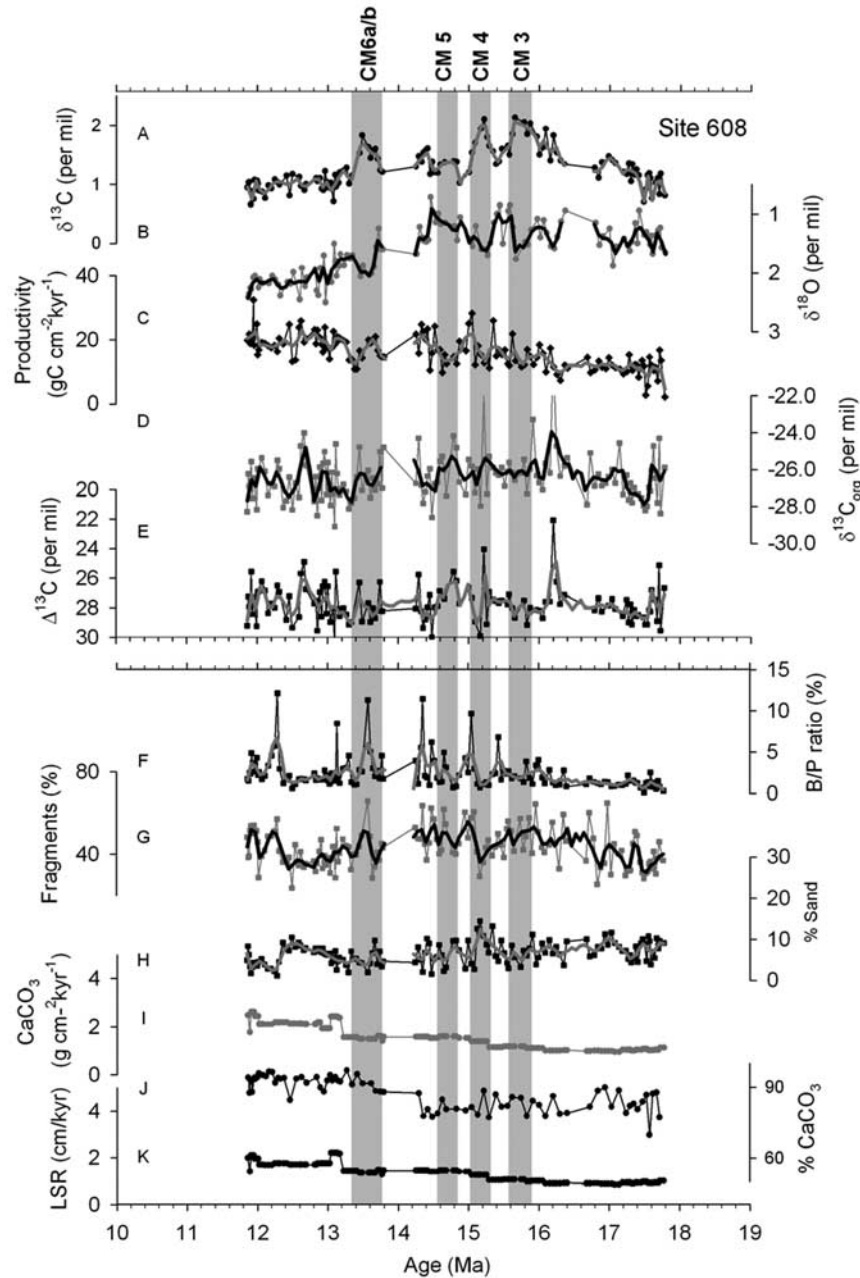 CM6a/b
CM 5
CM 4
CM 3
Site 608
A
δ13C (per mil)
2
1
0
B
δ18O (per mil)
1
2
3
C
Productivity
(gC cm-2kyr-1)
40
20
0
D
δ13Corg (per mil)
-22.0
-24.0
-26.0
-28.0
-30.0
E
Δ13C (per mil)
20
22
24
26
28
30
F
B/P ratio (%)
15
10
5
0
G
Fragments (%)
80
40
H
% Sand
30
20
10
0
I
CaCO3
(g cm-2kyr-1)
4
2
0
J
% CaCO3
90
60
K
LSR (cm/kyr)
4
2
0
10 11 12 13 14 15 16 17 18 19
Age (Ma)